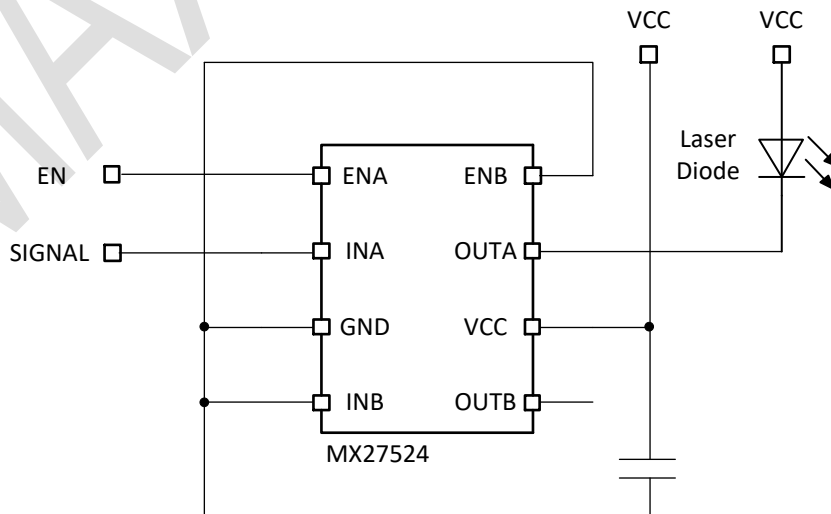 VCC
VCC
Laser
Diode
EN
ENA
ENB
SIGNAL
INA
OUTA
GND
VCC
INB
OUTB
MX27524